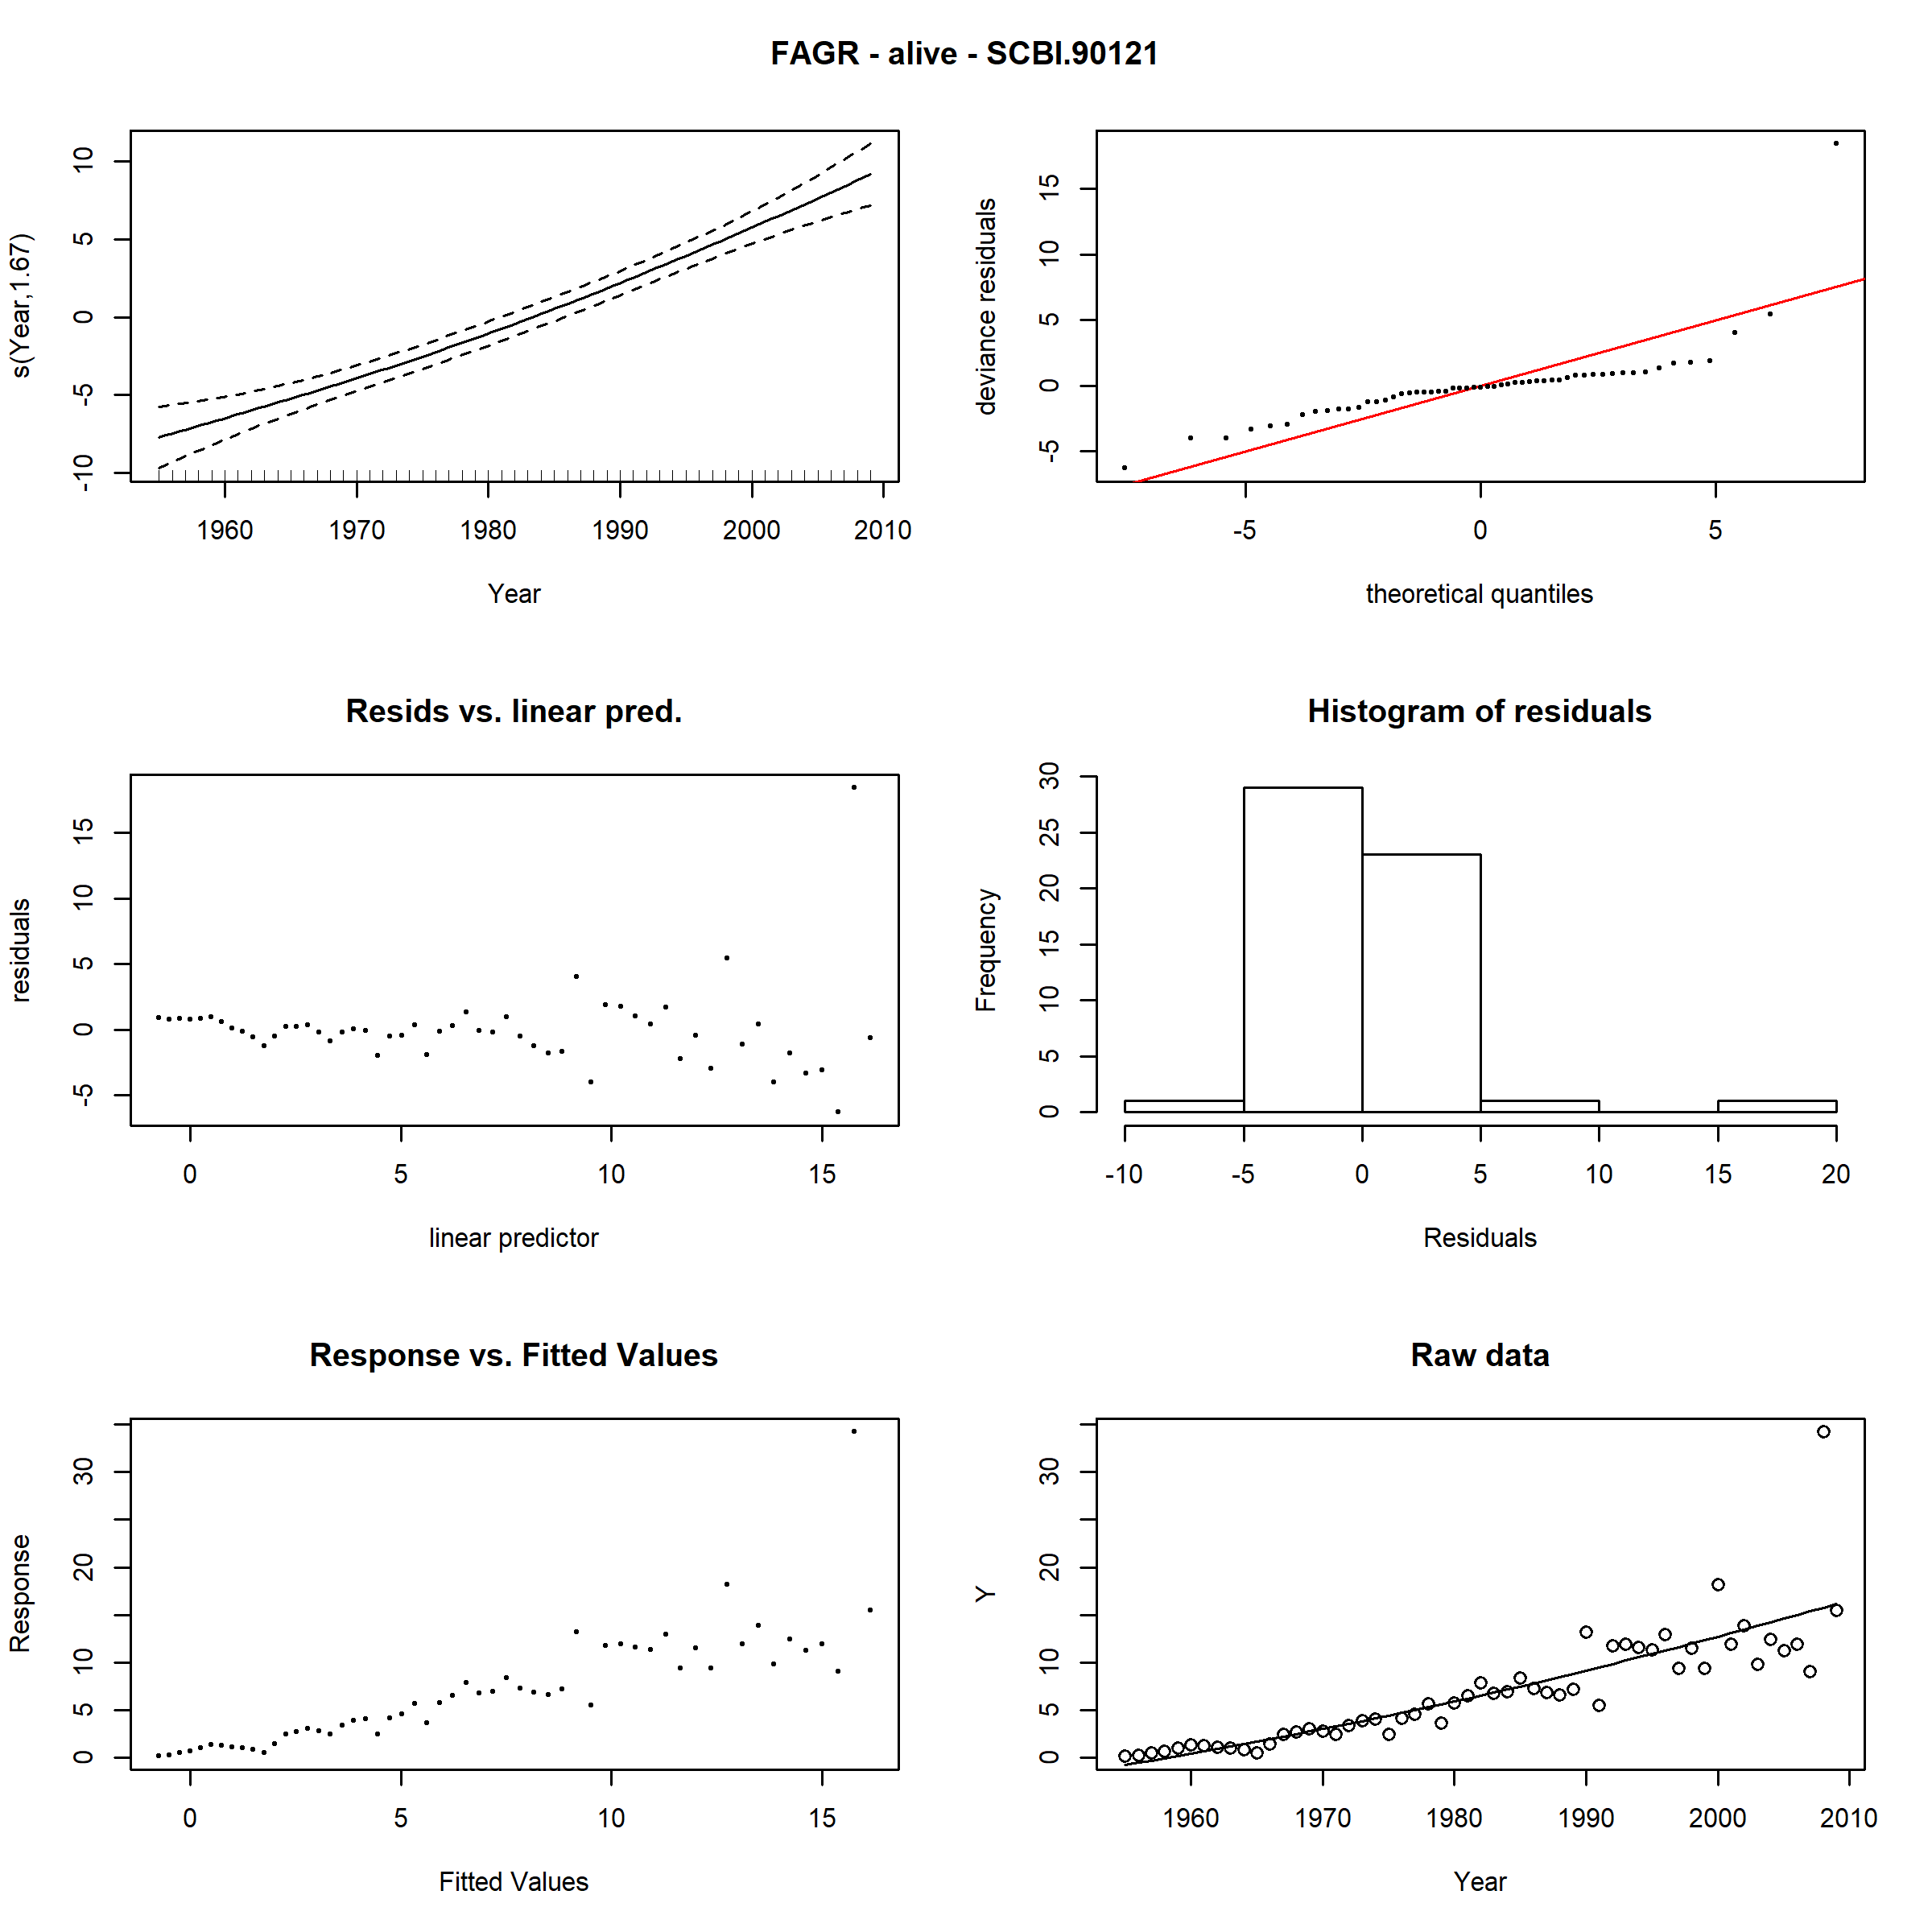 FAGR - alive - SCBI.90121
s(Year,1.67)
10
5
0
-5
-10
1960 1970 1980 1990 2000 2010
Year
deviance residuals
15
10
5
0
-5
-5 0 5
theoretical quantiles
Resids vs. linear pred.
residuals
15
10
5
0
-5
0 5 10 15
linear predictor
Histogram of residuals
Frequency
30
25
20
15
10
5
0
-10 -5 0 5 10 15 20
Residuals
Response vs. Fitted Values
Response
30
20
10
5
0
0 5 10 15
Fitted Values
Raw data
Y
30
20
10
5
0
1960 1970 1980 1990 2000 2010
Year